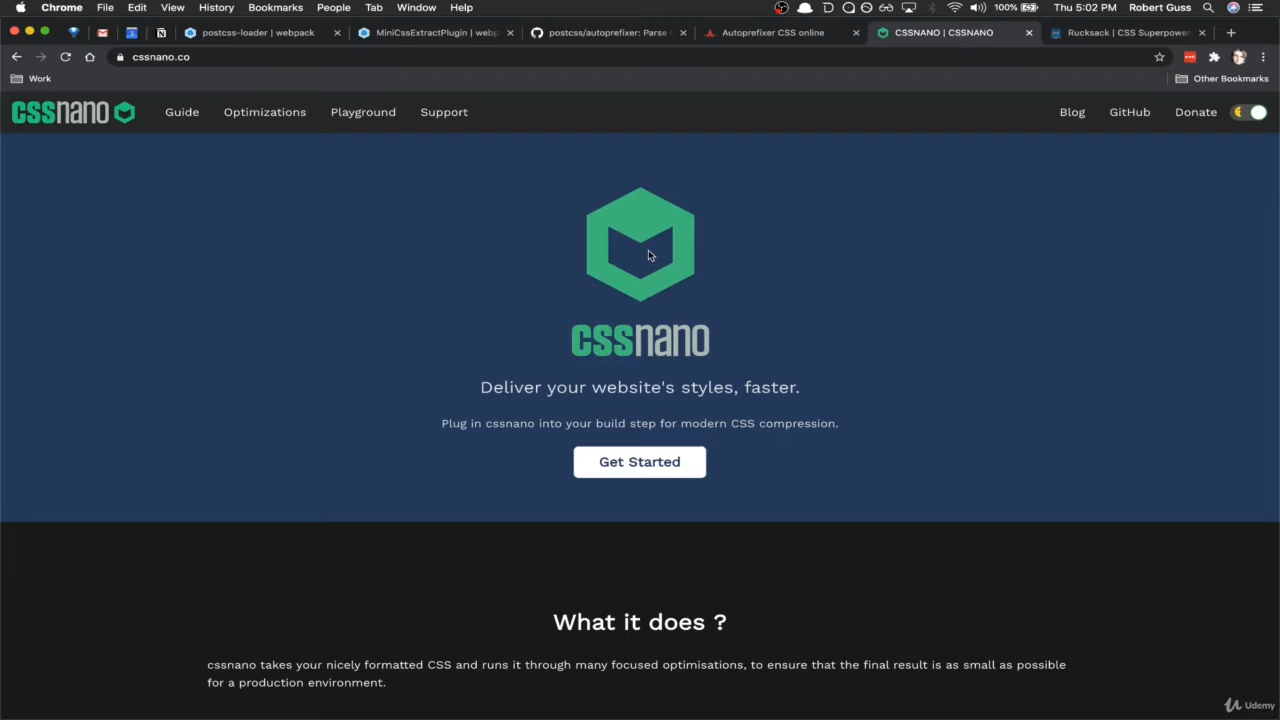 Chrome File Edit View History Bookmarks People Tab Window Help 100% Thu 5:02 PM Robert Guss
postcss-loader | webpack MiniCssExtractPlugin | webp postcss/autoprefixer: Parse Autoprefixer CSS online CSSNANO | CSSNANO Rucksack | CSS Superpower
cssnano.co
Work Other Bookmarks
cssnano Guide Optimizations Playground Support Blog GitHub Donate
cssnano
Deliver your website's styles, faster.
Plug in cssnano into your build step for modern CSS compression.
Get Started
What it does ?
cssnano takes your nicely formatted CSS and runs it through many focused optimisations, to ensure that the final result is as small as possible
for a production environment.
Udemy